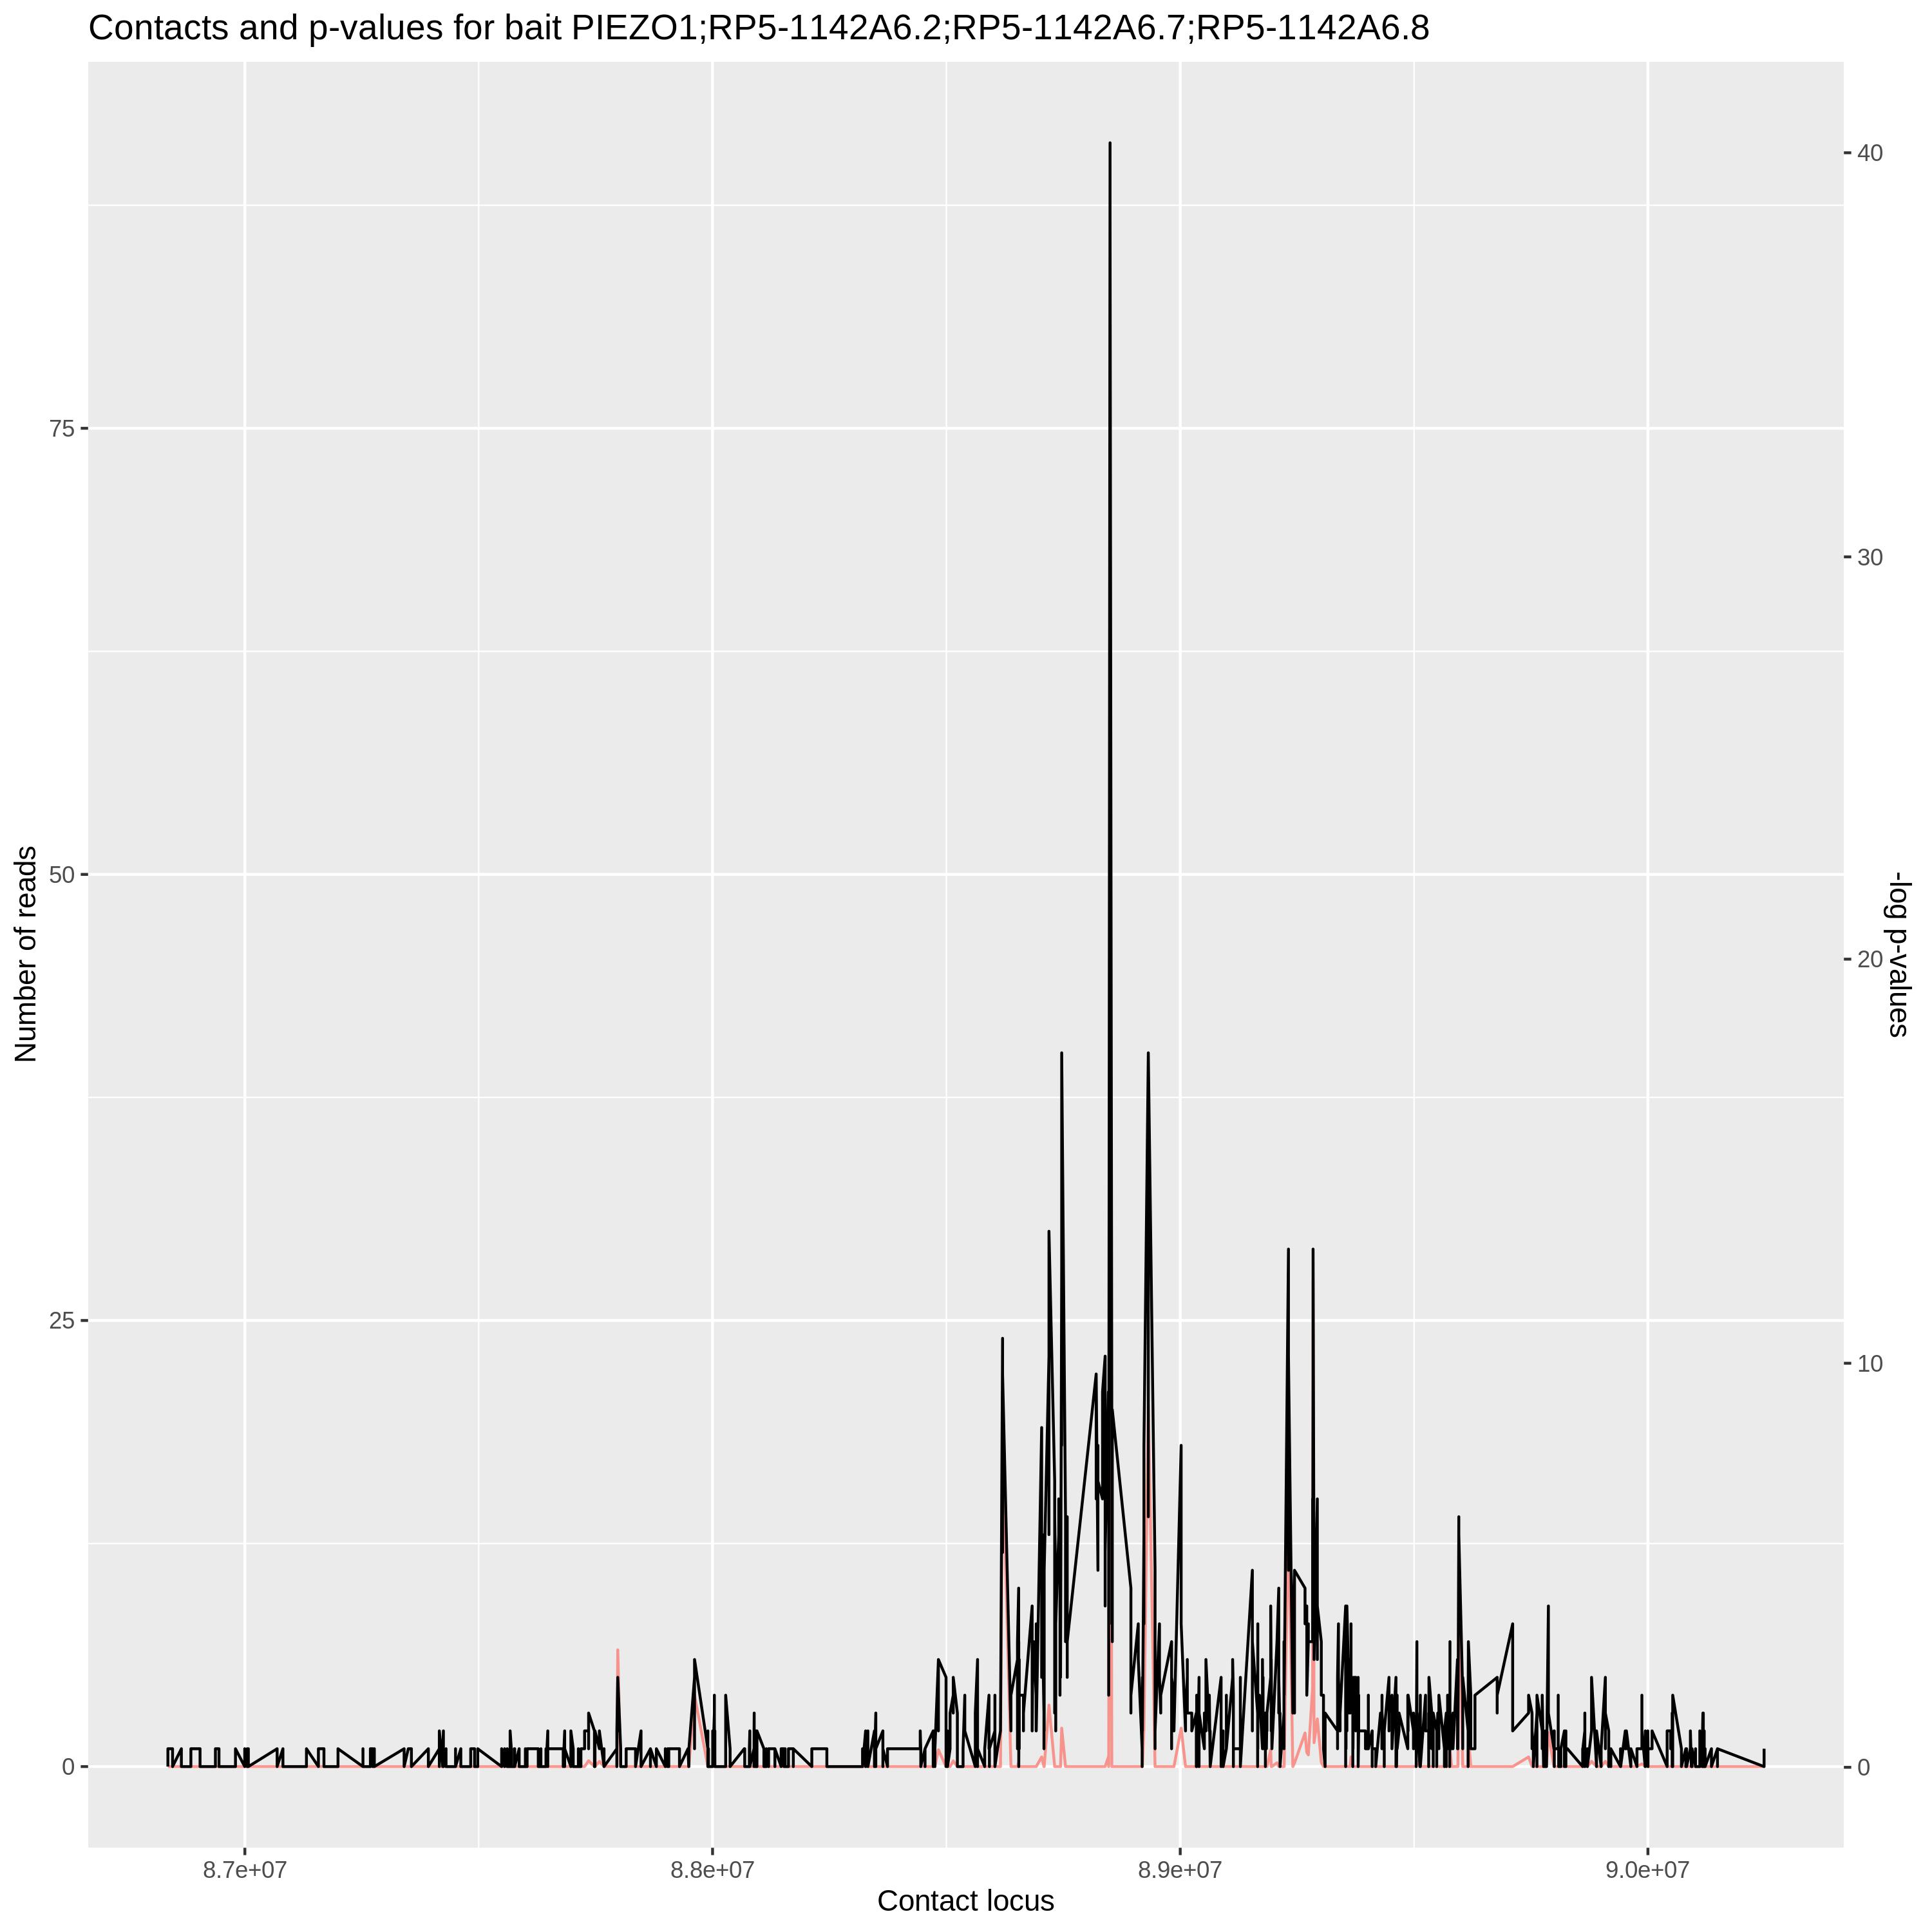 Contacts and p-values for bait PIEZO1;RP5-1142A6.2;RP5-1142A6.7;RP5-1142A6.8
40
75
30
50
20
25
10
0
0
Number of reads
-log p-values
8.7e+07 8.8e+07 8.9e+07 9.0e+07
Contact locus